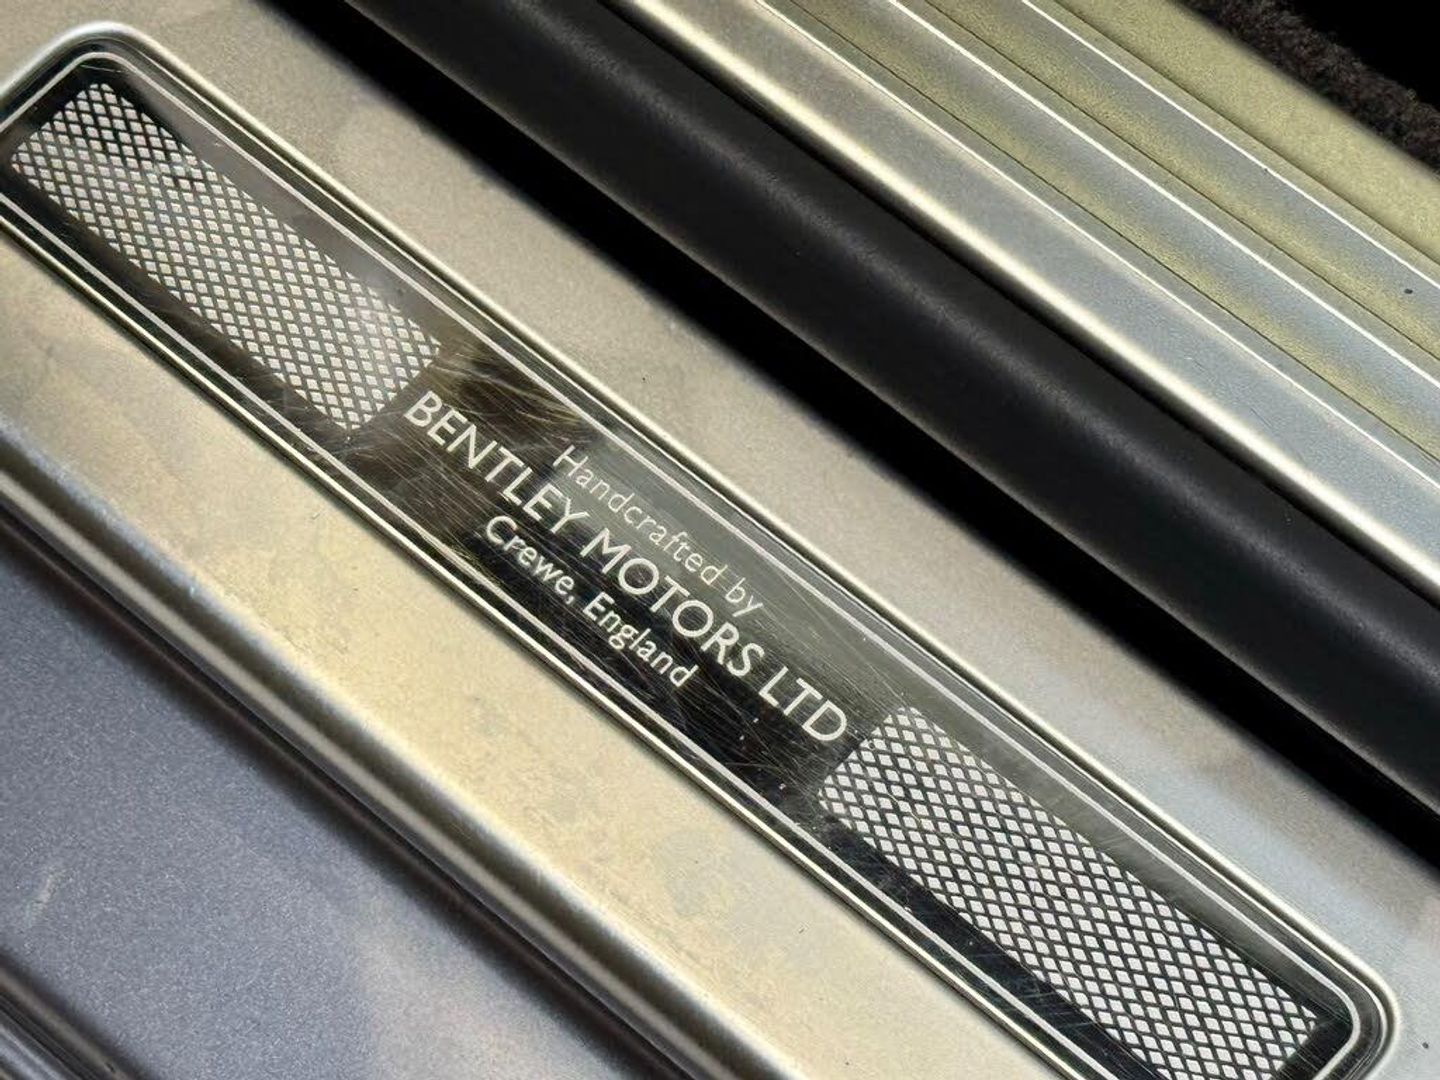 Handcrafted by
BENTLEY MOTORS LTD
Crewe, England